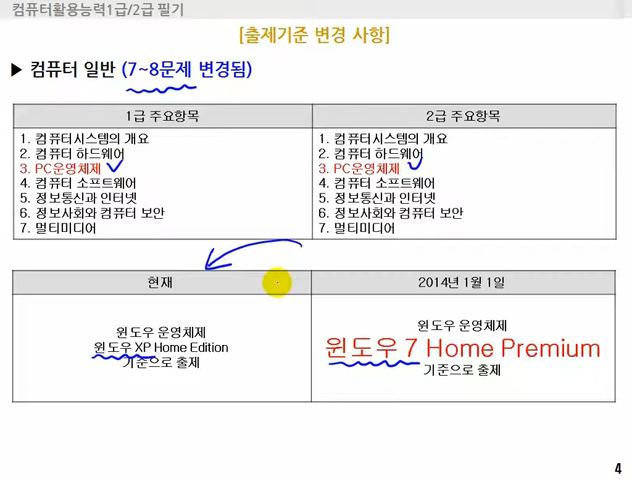 컴퓨터활용능력1급/2급 필기
[출제기준 변경 사항]
▶ 컴퓨터 일반 (7~8문제 변경됨)
1급 주요항목
1. 컴퓨터시스템의 개요
2. 컴퓨터 하드웨어
3. PC운영체제
4. 컴퓨터 소프트웨어
5. 정보통신과 인터넷
6. 정보사회와 컴퓨터 보안
7. 멀티미디어
2급 주요항목
1. 컴퓨터시스템의 개요
2. 컴퓨터 하드웨어
3. PC운영체제
4. 컴퓨터 소프트웨어
5. 정보통신과 인터넷
6. 정보사회와 컴퓨터 보안
7. 멀티미디어
현재
윈도우 운영체제
윈도우 XP Home Edition
기준으로 출제
2014년 1월 1일
윈도우 운영체제
윈도우 7 Home Premium
기준으로 출제
4